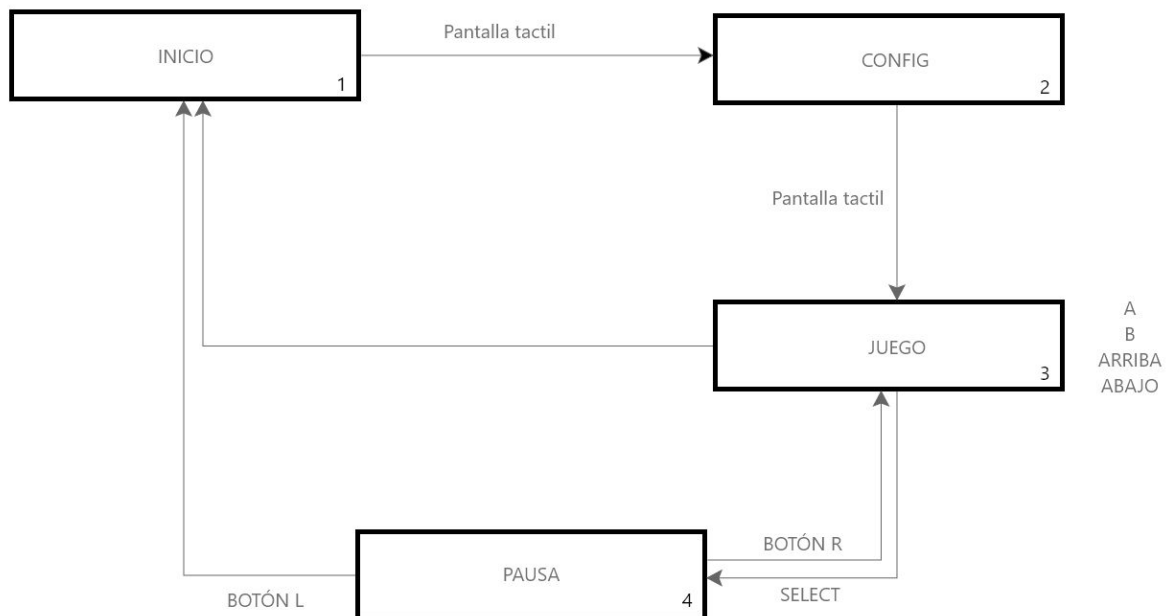 Pantalla tactil
INICIO
1
CONFIG
2
Pantalla tactil
JUEGO
3
A
B
ARRIBA
ABAJO
BOTÓN R
PAUSA
4
BOTÓN L
SELECT